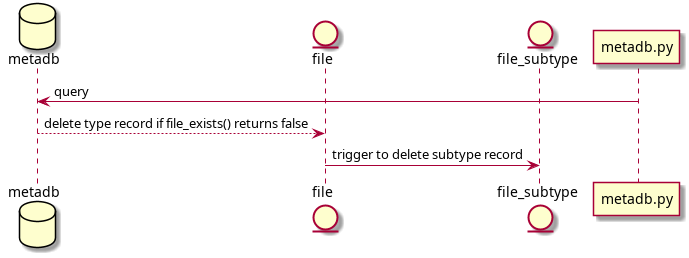 metadb
file
file_subtype
metadb.py
query
delete type record if file_exists() returns false
trigger to delete subtype record
metadb
file
file_subtype
metadb.py